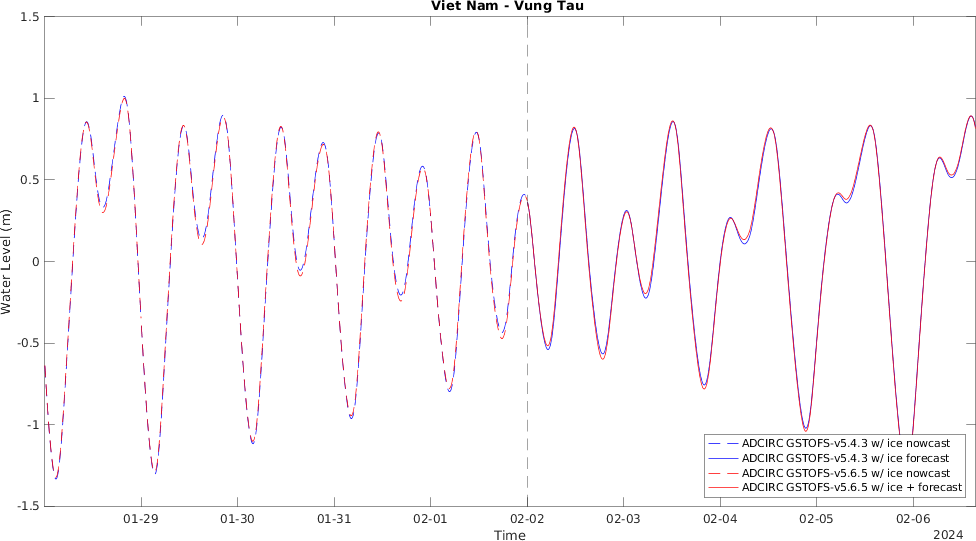 Viet Nam - Vung Tau
1.5
1
0.5
0
-0.5
-1
-1.5
Water Level (m)
ADCIRC GSTOFS-v5.4.3 w/ ice nowcast
ADCIRC GSTOFS-v5.4.3 w/ ice forecast
ADCIRC GSTOFS-v5.6.5 w/ ice nowcast
ADCIRC GSTOFS-v5.6.5 w/ ice + forecast
01-29 01-30 01-31 02-01 02-02 02-03 02-04 02-05 02-06
Time
2024